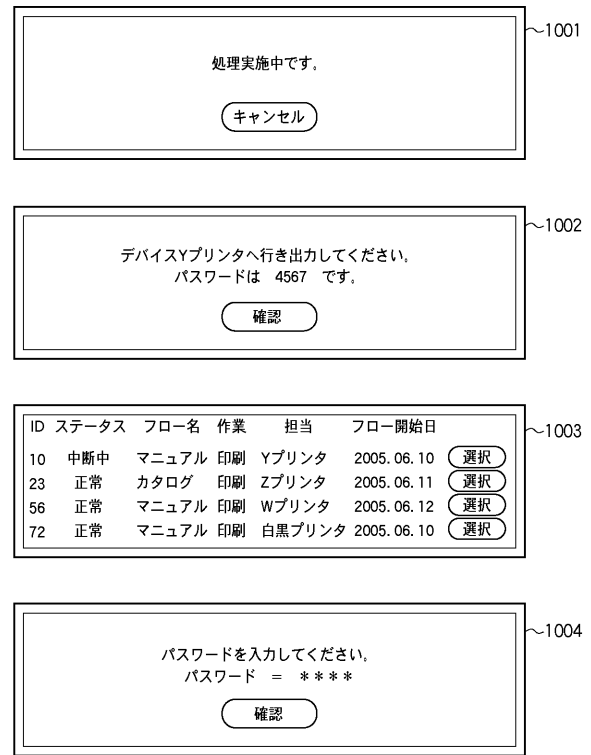 処理実施中です。
キャンセル
1001
デバイスYプリンタへ行き出力してください。
パスワードは 4567 です。
確認
1002
ID ステータス フロー名 作業 担当 フロー開始日
10 中断中 マニュアル 印刷 Yプリンタ 2005.06.10 選択
23 正常 カタログ 印刷 Zプリンタ 2005.06.11 選択
56 正常 マニュアル 印刷 Wプリンタ 2005.06.12 選択
72 正常 マニュアル 印刷 白黒プリンタ 2005.06.10 選択
1003
パスワードを入力してください。
パスワード = ****
確認
1004